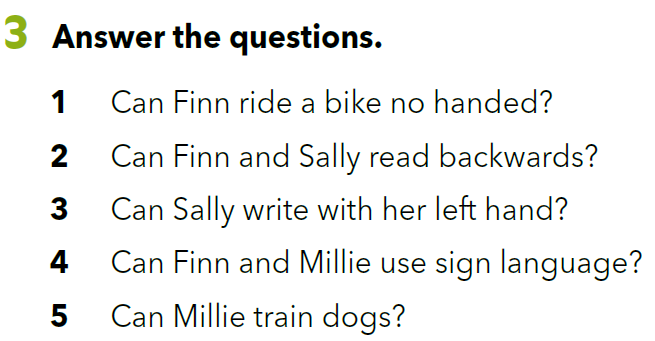 3 Answer the questions.
1 Can Finn ride a bike no handed?
2 Can Finn and Sally read backwards?
3 Can Sally write with her left hand?
4 Can Finn and Millie use sign language?
5 Can Millie train dogs?